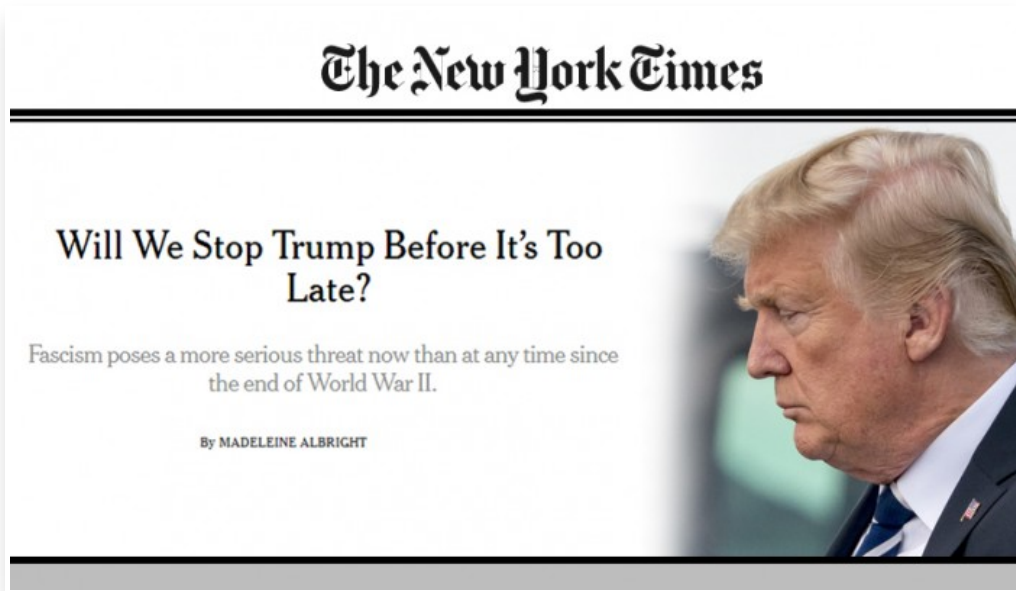 The New York Times
Will We Stop Trump Before It's Too
Late?
Fascism poses a more serious threat now than at any time since
the end of World War II.
By MADELEINE ALBRIGHT